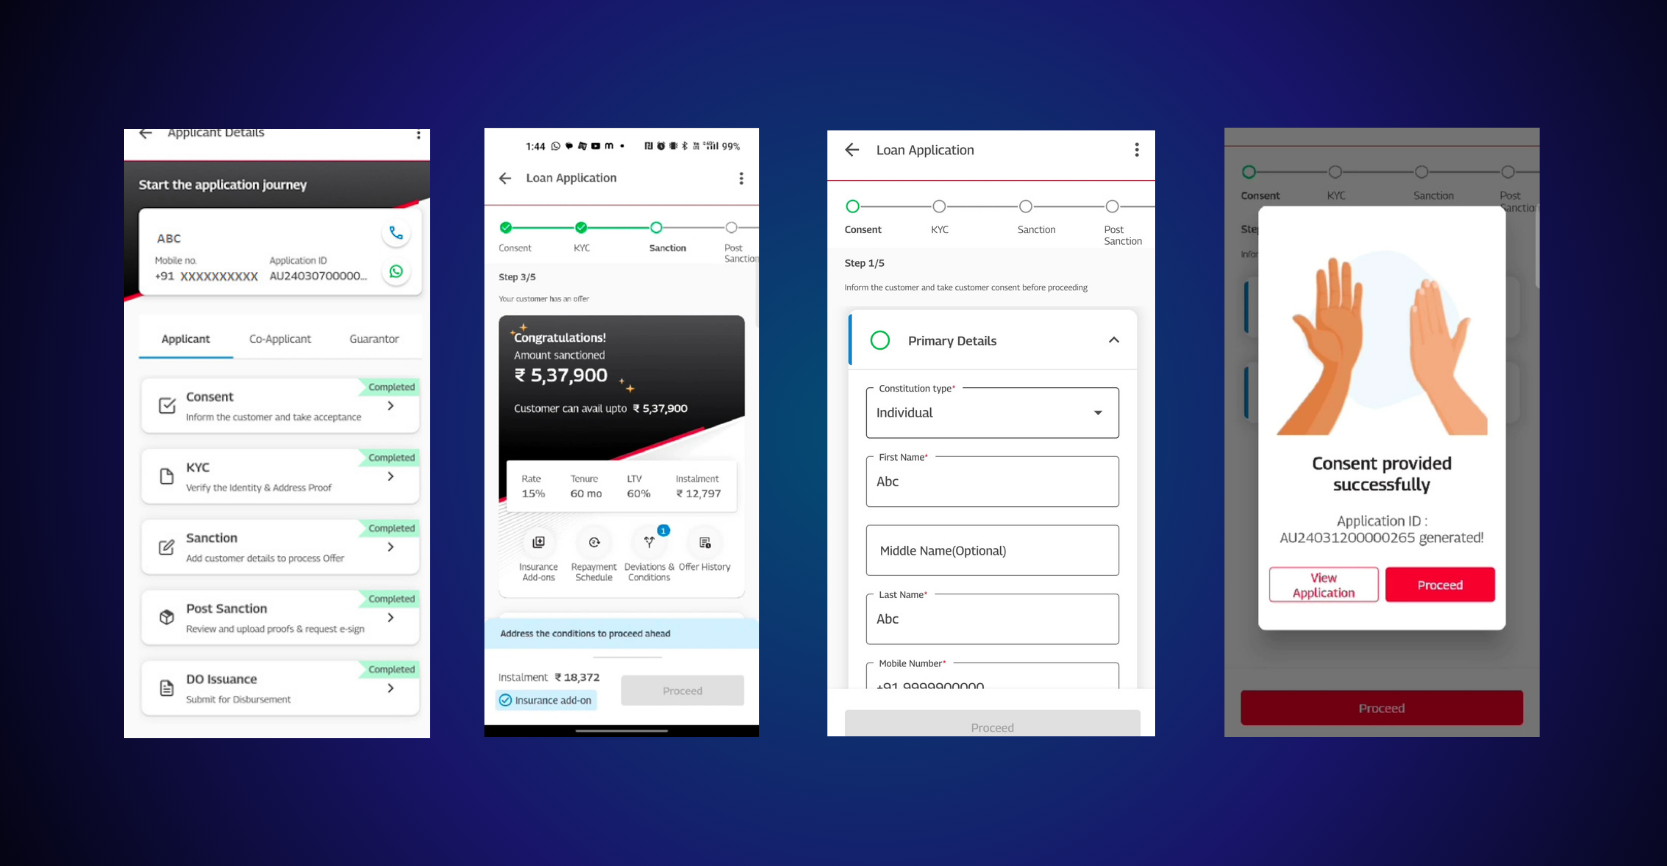 Applicant Details
Start the application journey
ABC
Mobile no.
Application ID
+91 XXXXXXXXXX
AU24030700000...
Applicant
Co-Applicant
Guarantor
Completed
Consent
Inform the customer and take acceptance
Completed
KYC
Verify the Identity & Address Proof
Completed
Sanction
Add customer details to process Offer
Completed
Post Sanction
Review and upload proofs & request e-sign
Completed
DO Issuance
Submit for Disbursement
1:44
99%
Loan Application
Consent
KYC
Sanction
Post
Sanction
Step 3/5
Your customer has an offer
Congratulations!
Amount sanctioned
₹ 5,37,900
Customer can avail upto ₹ 5,37,900
Rate
Tenure
LTV
Instalment
15%
60 mo
60%
₹ 12,797
1
Insurance
Add-ons
Repayment
Schedule
Deviations &
Conditions
Offer History
Address the conditions to proceed ahead
Instalment ₹ 18,372
Insurance add-on
Proceed
Loan Application
Consent
KYC
Sanction
Post
Sanction
Step 1/5
Inform the customer and take customer consent before proceeding
Primary Details
Constitution type*
Individual
First Name*
Abc
Middle Name(Optional)
Last Name*
Abc
Mobile Number*
+91 9999900000
Proceed
Consent
KYC
Sanction
Post
Sanctio
Ste
Infor
Consent provided
successfully
Application ID :
AU24031200000265 generated!
View
Application
Proceed
Proceed